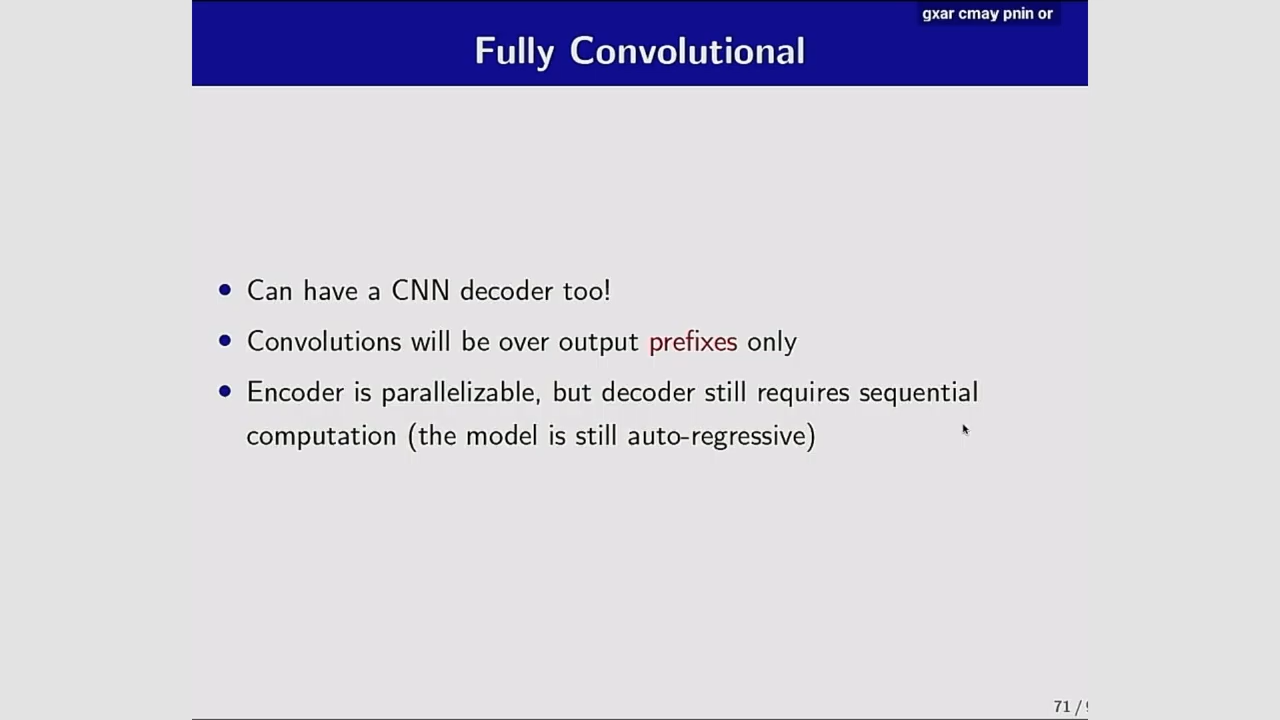 gxar cmay pnin or
Fully Convolutional
• Can have a CNN decoder too!
• Convolutions will be over output prefixes only
• Encoder is parallelizable, but decoder still requires sequential
computation (the model is still auto-regressive)
71 /